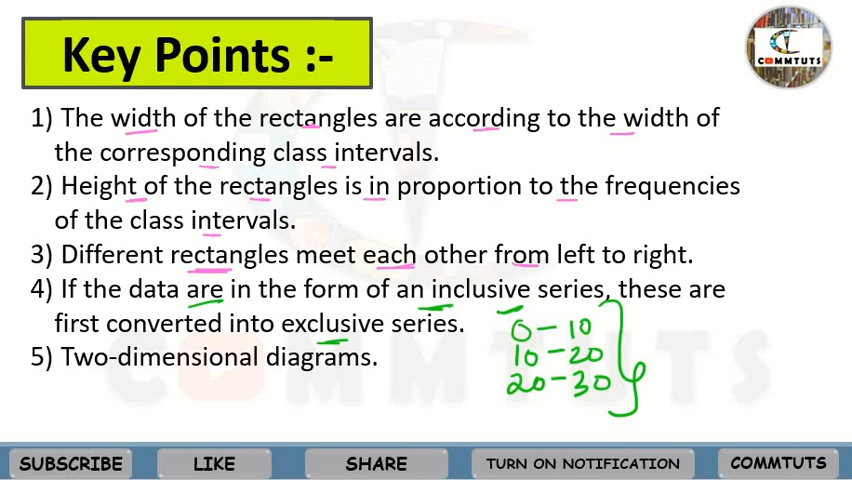 Key Points :-
COMMTUTS
1) The width of the rectangles are according to the width of
the corresponding class intervals.
2) Height of the rectangles is in proportion to the frequencies
of the class intervals.
3) Different rectangles meet each other from left to right.
4) If the data are in the form of an inclusive series, these are
first converted into exclusive series.
0-10
5) Two-dimensional diagrams.
10-20
20-30
COMMTUTS
SUBSCRIBE
LIKE
SHARE
TURN ON NOTIFICATION
COMMTUTS